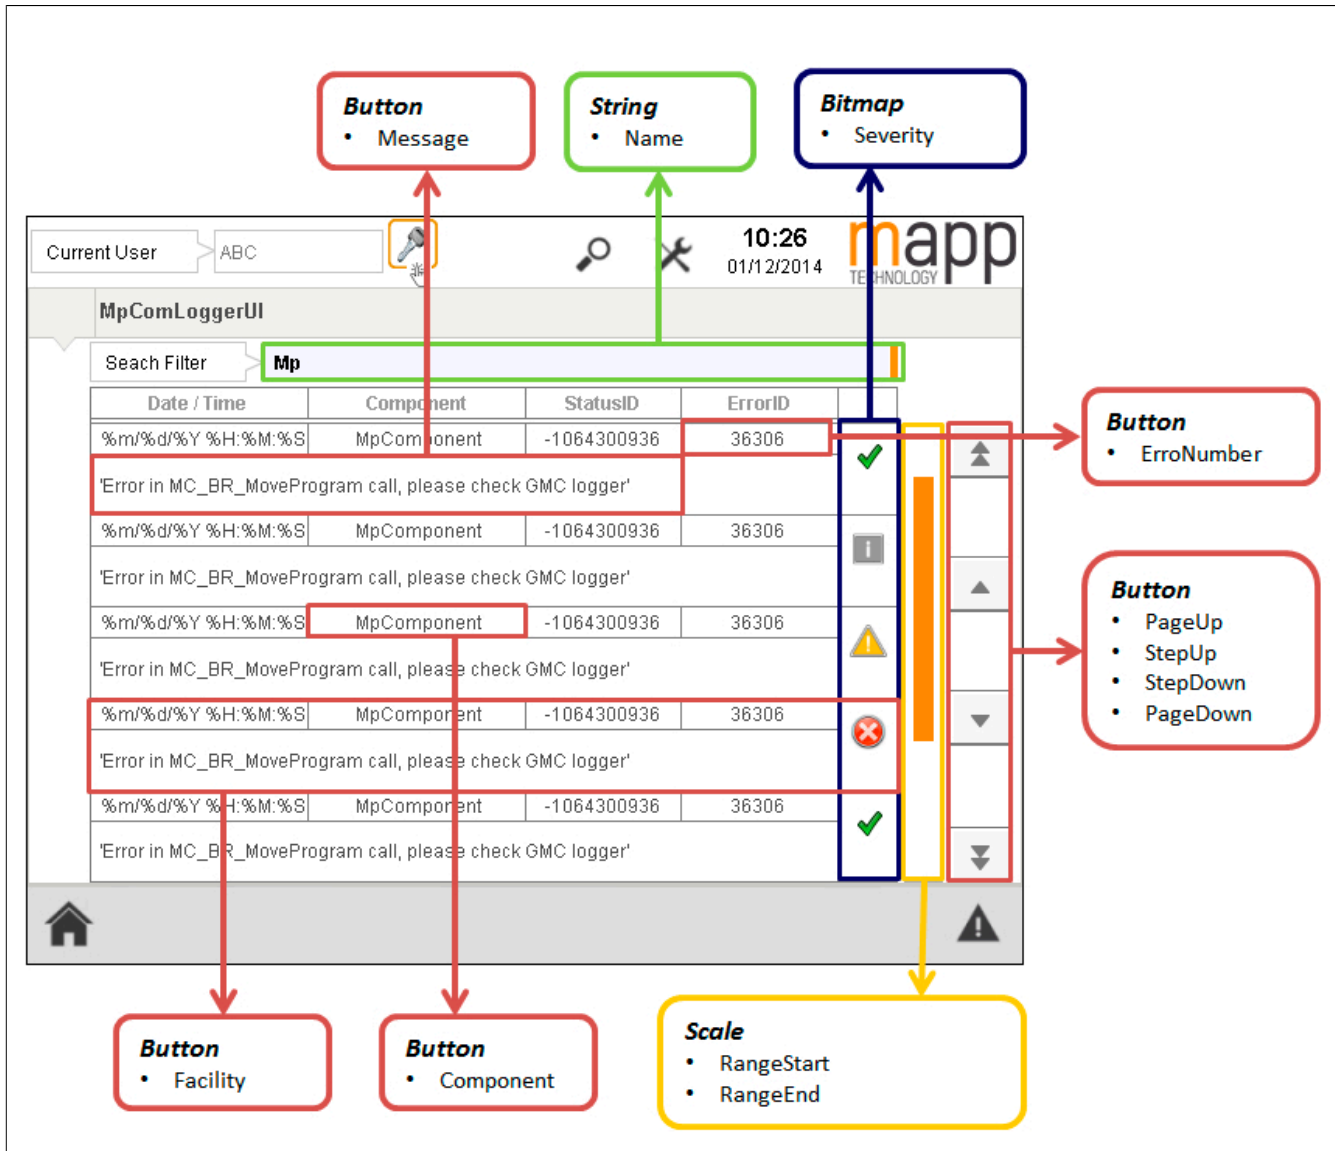 Button
• Message
String
• Name
Bitmap
• Severity
Current User
ABC
10:26
01/12/2014
mapp
TECHNOLOGY
MpComLoggerUI
Seach Filter
Mp
Date / Time Component StatusID ErrorID
%m/%d/%Y %H:%M:%S MpComponent -1064300936 36306
'Error in MC_BR_MoveProgram call, please check GMC logger'
%m/%d/%Y %H:%M:%S MpComponent -1064300936 36306
'Error in MC_BR_MoveProgram call, please check GMC logger'
%m/%d/%Y %H:%M:%S MpComponent -1064300936 36306
'Error in MC_BR_MoveProgram call, please check GMC logger'
%m/%d/%Y %H:%M:%S MpComponent -1064300936 36306
'Error in MC_BR_MoveProgram call, please check GMC logger'
%m/%d/%Y %H:%M:%S MpComponent -1064300936 36306
'Error in MC_BR_MoveProgram call, please check GMC logger'
Button
• ErroNumber
Button
• PageUp
• StepUp
• StepDown
• PageDown
Button
• Facility
Button
• Component
Scale
• RangeStart
• RangeEnd